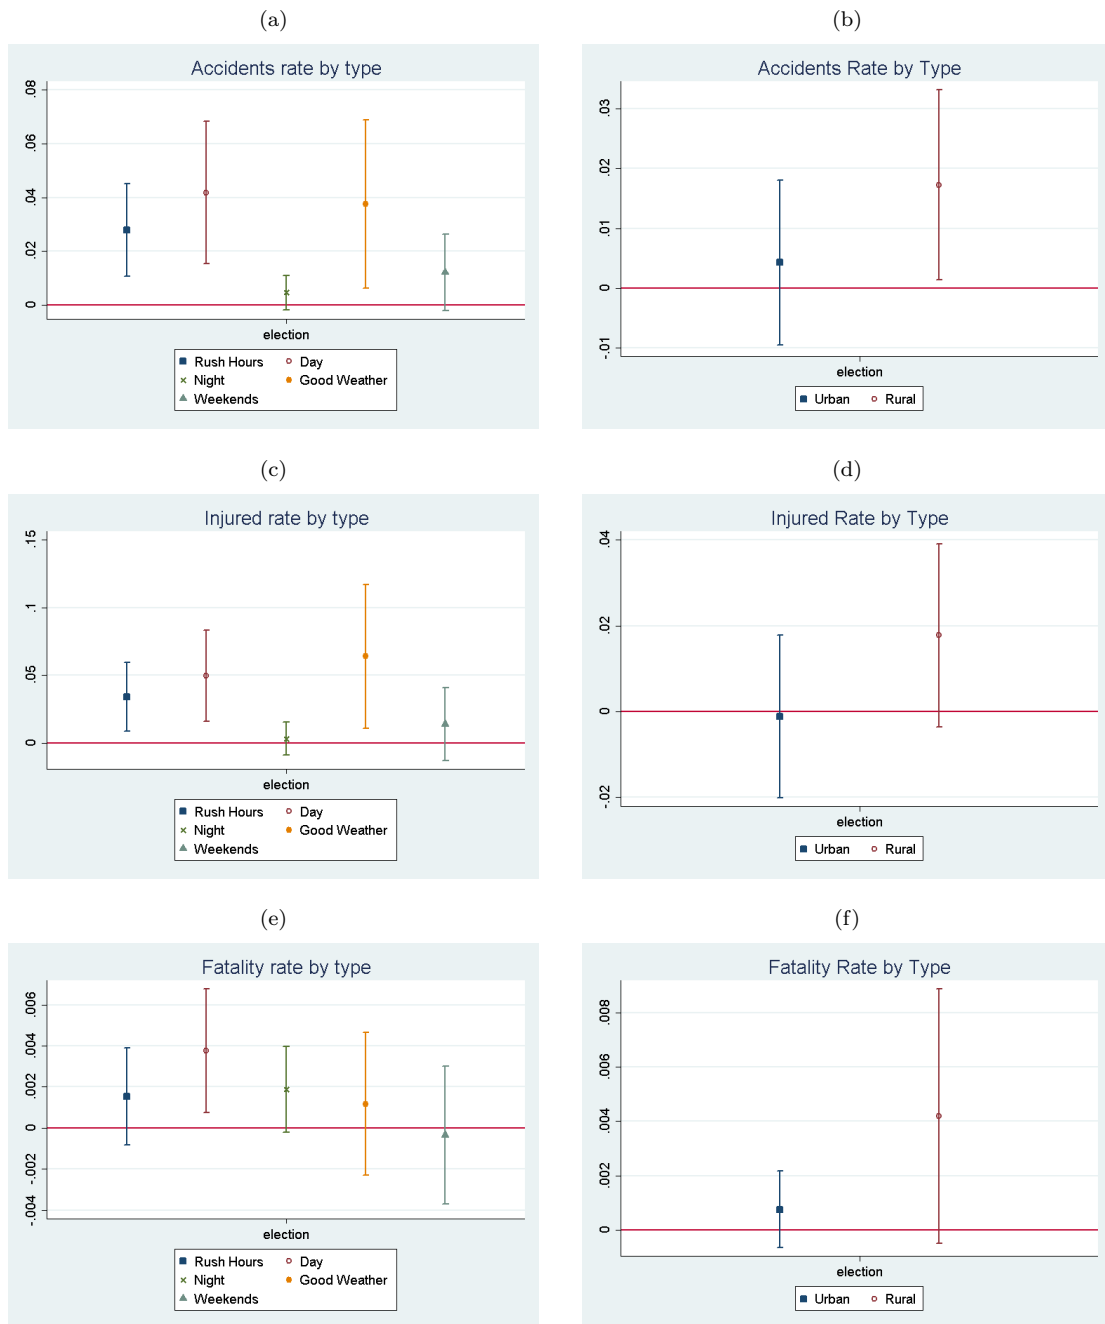 (a)
Accidents rate by type
.08
.06
.04
.02
0
election
Rush Hours Day
Night Good Weather
Weekends
(b)
Accidents Rate by Type
.03
.02
.01
0
-.01
election
Urban Rural
(c)
Injured rate by type
.15
.1
.05
0
election
Rush Hours Day
Night Good Weather
Weekends
(d)
Injured Rate by Type
.04
.02
0
-.02
election
Urban Rural
(e)
Fatality rate by type
.006
.004
.002
0
-.002
-.004
election
Rush Hours Day
Night Good Weather
Weekends
(f)
Fatality Rate by Type
.008
.006
.004
.002
0
election
Urban Rural